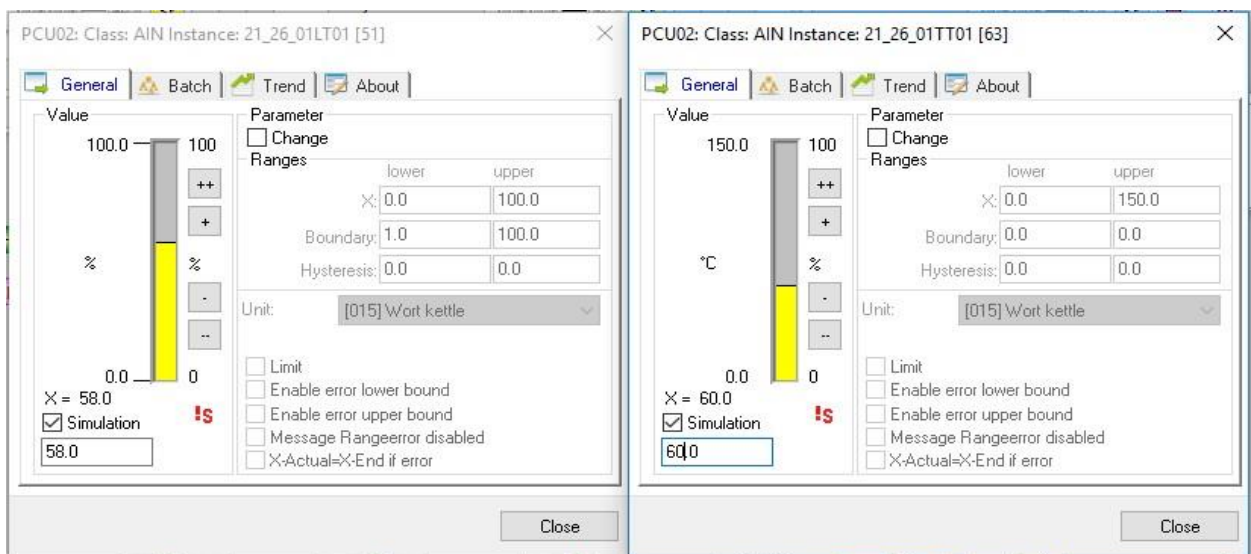 PCU02: Class: AIN Instance: 21_26_01LT01 [51]
General Batch Trend About
Value
Parameter
100.0 100
Change
Ranges
lower upper
++
X: 0.0 100.0
+
Boundary: 1.0 100.0
% %
Hysteresis: 0.0 0.0
-
Unit: [015] Wort kettle
--
Limit
0.0 0
Enable error lower bound
X = 58.0
Simulation
!S
Enable error upper bound
Message Rangeerror disabled
58.0
X-Actual=X-End if error
Close
PCU02: Class: AIN Instance: 21_26_01TT01 [63]
General Batch Trend About
Value
Parameter
150.0 100
Change
Ranges
lower upper
++
X: 0.0 150.0
+
Boundary: 0.0 0.0
°C %
Hysteresis: 0.0 0.0
-
Unit: [015] Wort kettle
--
Limit
0.0 0
Enable error lower bound
X = 60.0
Simulation
!S
Enable error upper bound
Message Rangeerror disabled
60.0
X-Actual=X-End if error
Close